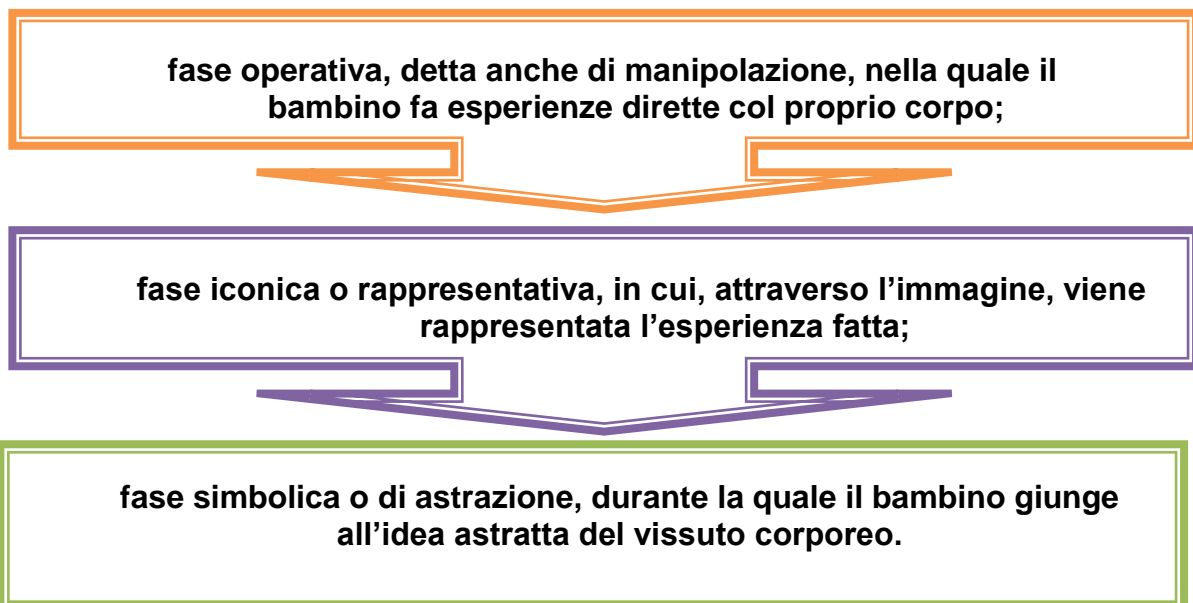 fase operativa, detta anche di manipolazione, nella quale il
bambino fa esperienze dirette col proprio corpo;
fase iconica o rappresentativa, in cui, attraverso l’immagine, viene
rappresentata l’esperienza fatta;
fase simbolica o di astrazione, durante la quale il bambino giunge
all’idea astratta del vissuto corporeo.